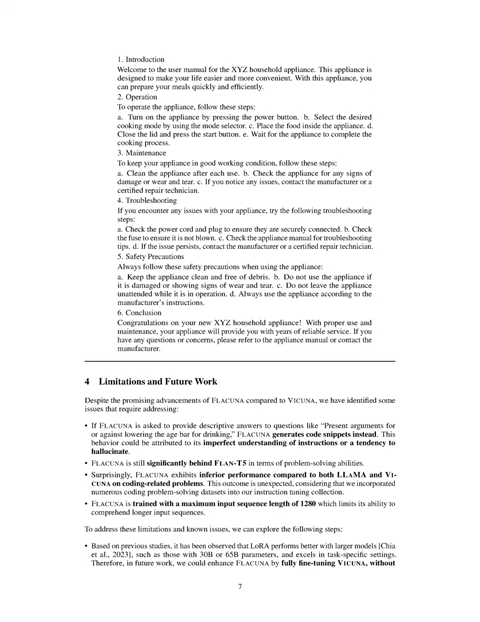 1. Introduction
Welcome to the user manual for the XYZ household appliance. This appliance is
designed to make your life easier and more convenient. With this appliance, you
can prepare your meals quickly and efficiently.
2. Operation
To operate the appliance, follow these steps:
a. Turn on the appliance by pressing the power button. b. Select the desired
cooking mode by using the mode selector. c. Place the food inside the appliance. d.
Close the lid and press the start button. e. Wait for the appliance to complete the
cooking process.
3. Maintenance
To keep your appliance in good working condition, follow these steps:
a. Clean the appliance after each use. b. Check the appliance for any signs of
damage or wear and tear. c. If you notice any issues, contact the manufacturer or a
certified repair technician.
4. Troubleshooting
If you encounter any issues with your appliance, try the following troubleshooting
steps:
a. Check the power cord and plug to ensure they are securely connected. b. Check
the fuse to ensure it is not blown. c. Check the appliance manual for troubleshooting
tips. d. If the issue persists, contact the manufacturer or a certified repair technician.
5. Safety Precautions
Always follow these safety precautions when using the appliance:
a. Keep the appliance clean and free of debris. b. Do not use the appliance if
it is damaged or showing signs of wear and tear. c. Do not leave the appliance
unattended while it is in operation. d. Always use the appliance according to the
manufacturer's instructions.
6. Conclusion
Congratulations on your new XYZ household appliance! With proper use and
maintenance, your appliance will provide you with years of reliable service. If you
have any questions or concerns, please refer to the appliance manual or contact the
manufacturer.
4 Limitations and Future Work
Despite the promising advancements of FLACUNA compared to VICUNA, we have identified some
issues that require addressing:
• If FLACUNA is asked to provide descriptive answers to questions like "Present arguments for
or against lowering the age bar for drinking," FLACUNA generates code snippets instead. This
behavior could be attributed to its imperfect understanding of instructions or a tendency to
hallucinate.
• FLACUNA is still significantly behind FLAN-T5 in terms of problem-solving abilities.
• Surprisingly, FLACUNA exhibits inferior performance compared to both LLAMA and VI-
CUNA on coding-related problems. This outcome is unexpected, considering that we incorporated
numerous coding problem-solving datasets into our instruction tuning collection.
• FLACUNA is trained with a maximum input sequence length of 1280 which limits its ability to
comprehend longer input sequences.
To address these limitations and known issues, we can explore the following steps:
• Based on previous studies, it has been observed that LoRA performs better with larger models [Chia
et al., 2023], such as those with 30B or 65B parameters, and excels in task-specific settings.
Therefore, in future work, we could enhance FLACUNA by fully fine-tuning VICUNA, without
7